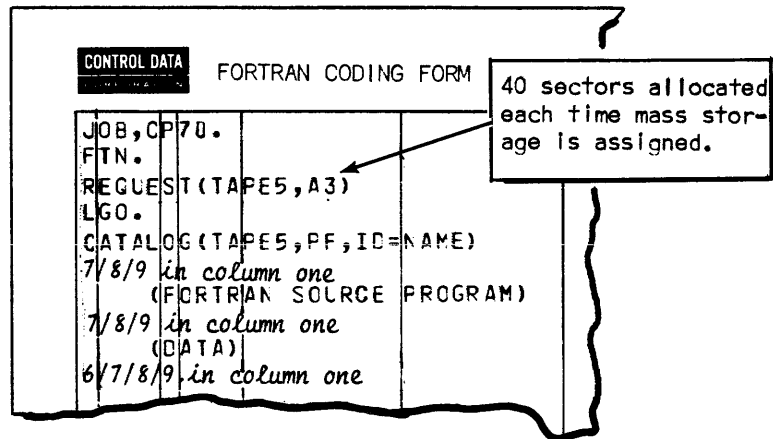 CONTROL DATA
CORPORATION
FORTRAN CODING FORM
40 sectors allocated
each time mass stor-
age is assigned.
JOB,CP70.
FTN.
REQUEST(TAPE5,A3)
LGO.
CATALOG(TAPE5,PF,ID=NAME)
7/8/9 in column one
(FORTRAN SOURCE PROGRAM)
7/8/9 in column one
(DATA)
6/7/8/9 in column one